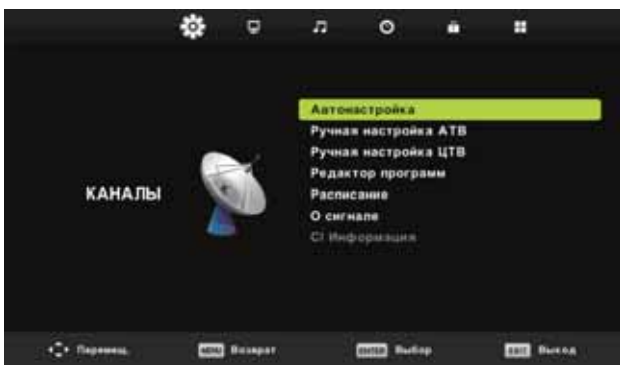 Автонастройка
Ручная настройка АТВ
Ручная настройка ЦТВ
Редактор программ
КАНАЛЫ
Расписание
О сигнале
CI Информация
Перемещ.
MENU Возврат
ENTER Выбор
EXIT Выход